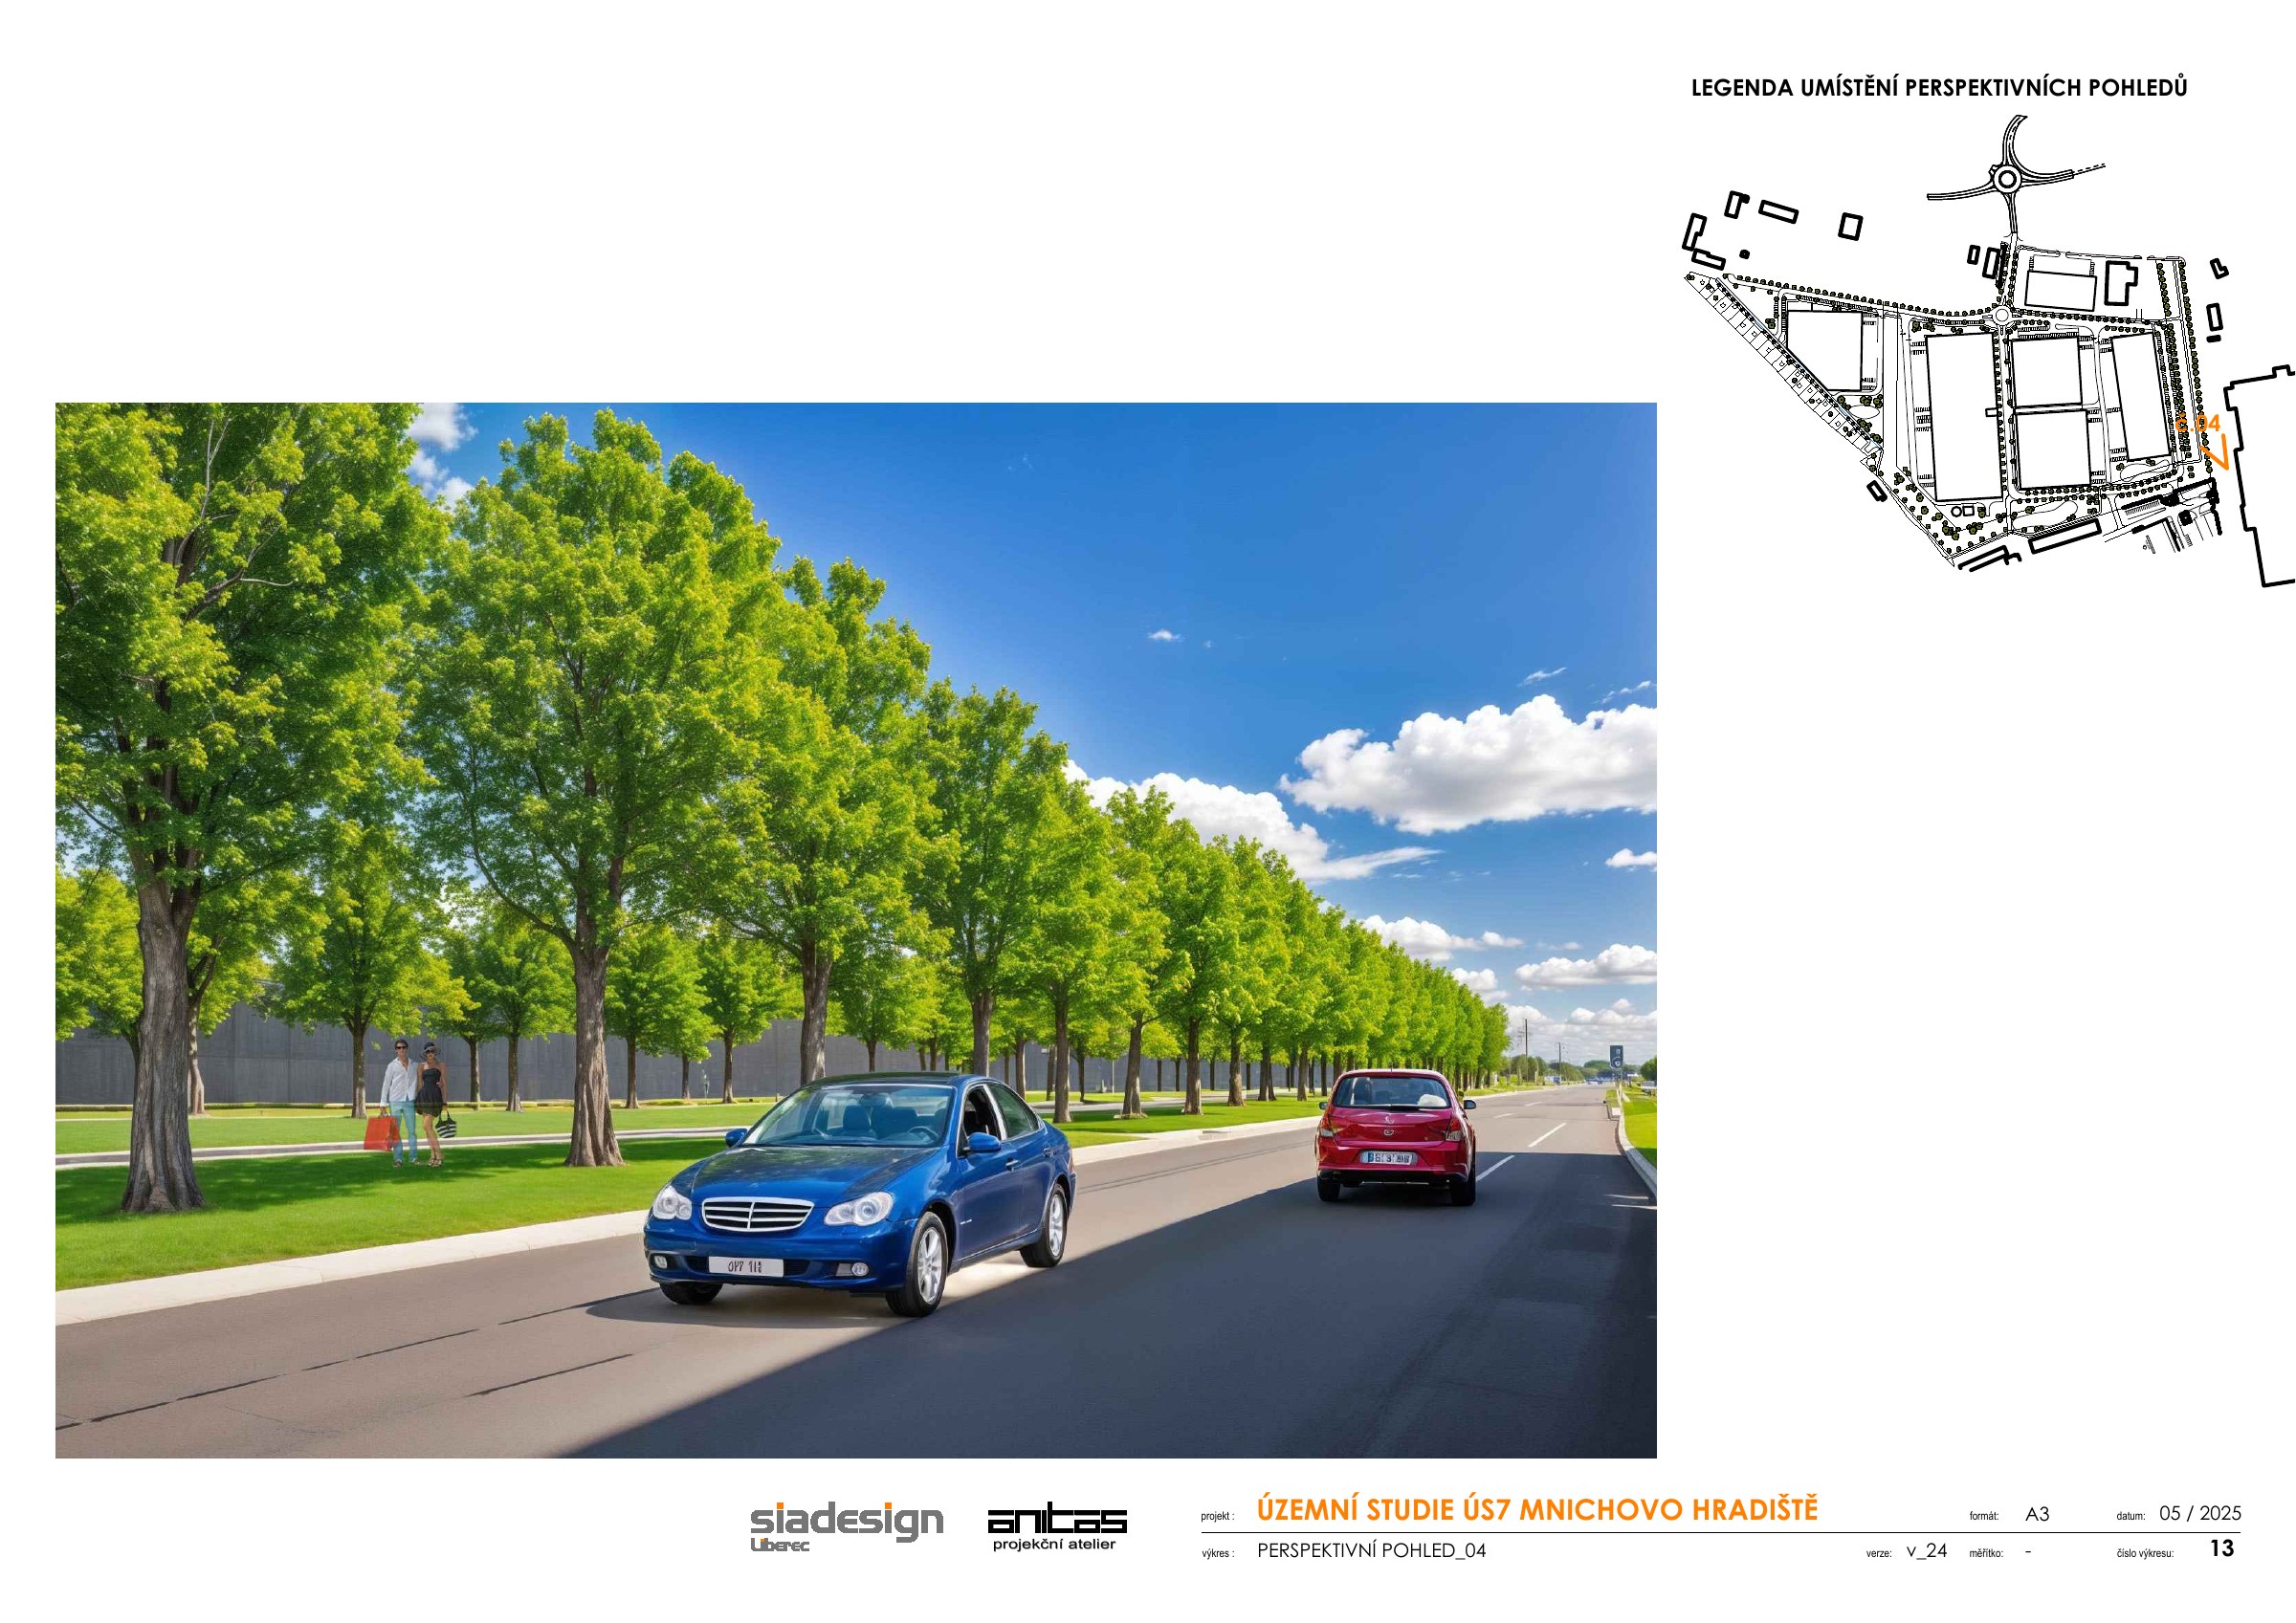 LEGENDA UMÍSTĚNÍ PERSPEKTIVNÍCH POHLEDŮ
č.04
siadesign
Liberec
anitas
projekční atelier
projekt :
ÚZEMNÍ STUDIE ÚS7 MNICHOVO HRADIŠTĚ
formát:
A3
datum:
05 / 2025
výkres :
PERSPEKTIVNÍ POHLED_04
verze:
v_24
měřítko:
-
číslo výkresu:
13